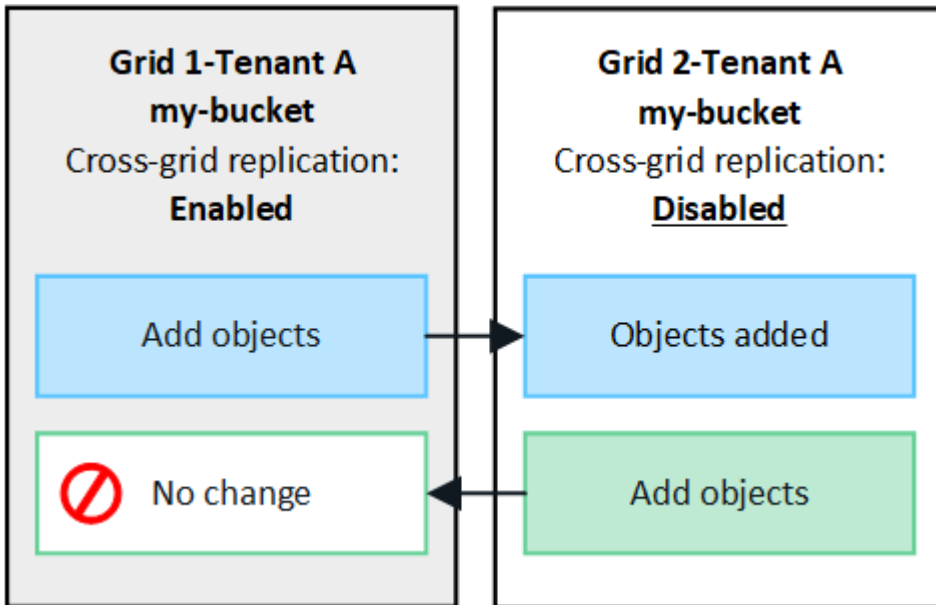 Grid 1-Tenant A
my-bucket
Cross-grid replication:
Enabled
Add objects
No change
Grid 2-Tenant A
my-bucket
Cross-grid replication:
Disabled
Objects added
Add objects